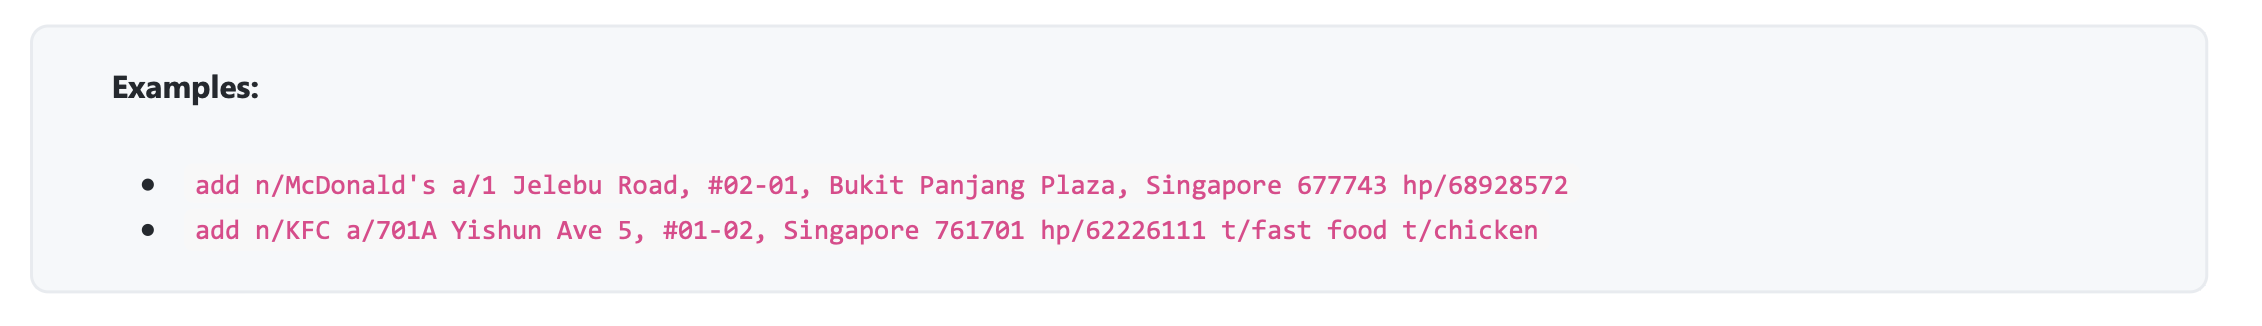 Examples:
add n/McDonald's a/1 Jelebu Road, #02-01, Bukit Panjang Plaza, Singapore 677743 hp/68928572
add n/KFC a/701A Yishun Ave 5, #01-02, Singapore 761701 hp/62226111 t/fast food t/chicken